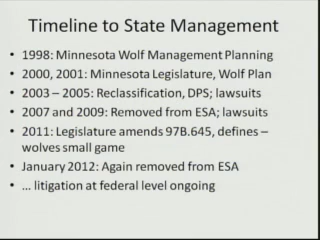 Timeline to State Management
• 1998: Minnesota Wolf Management Planning
• 2000, 2001: Minnesota Legislature, Wolf Plan
• 2003 – 2005: Reclassification, DPS; lawsuits
• 2007 and 2009: Removed from ESA; lawsuits
• 2011: Legislature amends 97B.645, defines –
wolves small game
• January 2012: Again removed from ESA
• … litigation at federal level ongoing